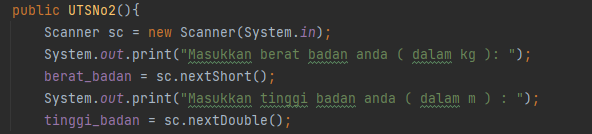 public UTSNo2(){
Scanner sc = new Scanner(System.in);
System.out.print("Masukkan berat badan anda ( dalam kg ): ");
berat_badan = sc.nextShort();
System.out.print("Masukkan tinggi badan anda ( dalam m ) : ");
tinggi_badan = sc.nextDouble();